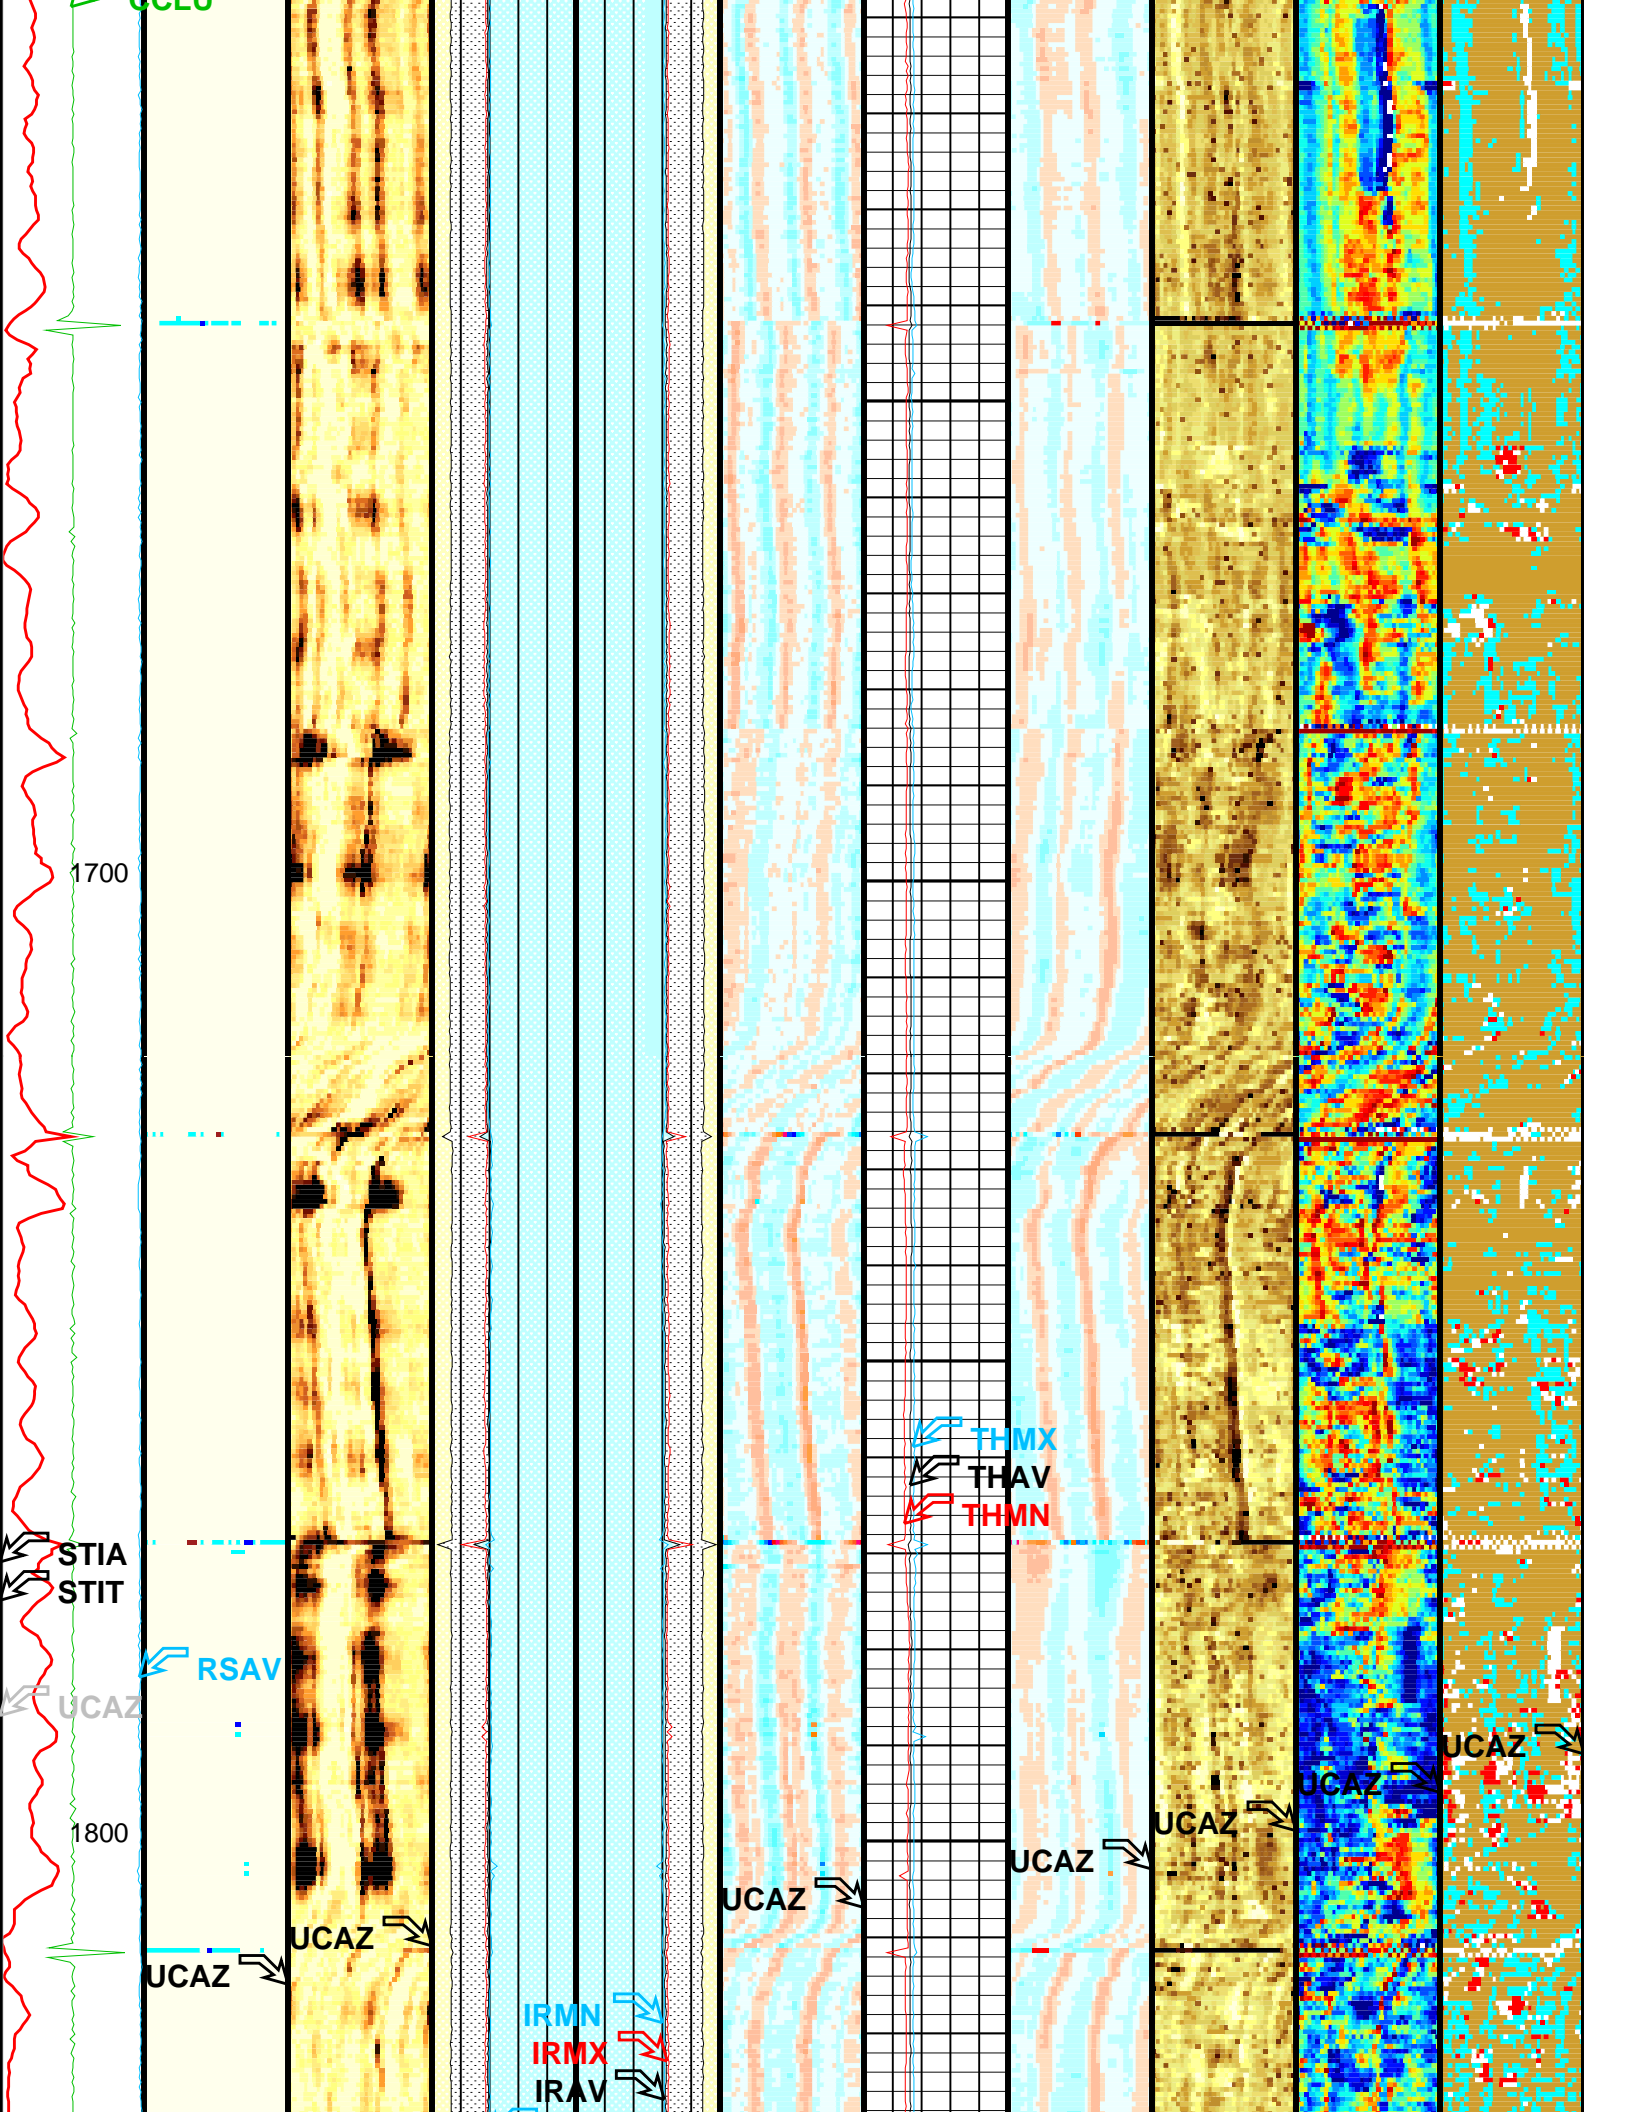 CCLU
1700
THMX
THAV
THMN
STIA
STIT
RSAV
UCAZ
UCAZ
UCAZ
UCAZ
1800
UCAZ
UCAZ
UCAZ
UCAZ
IRMN
IRMX
IRAV